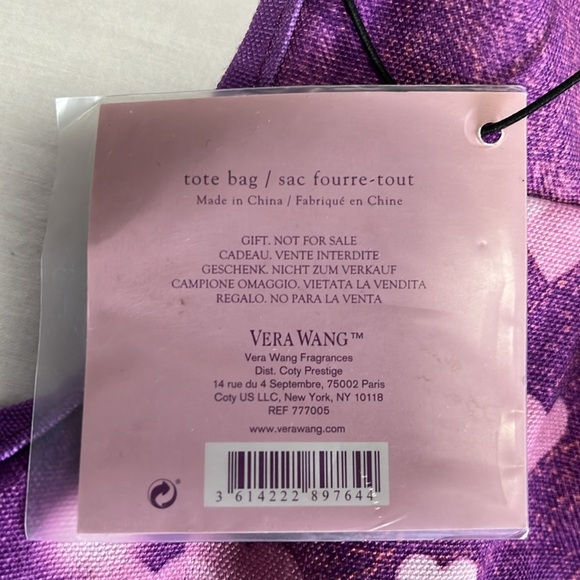 tote bag / sac fourre-tout
Made in China / Fabriqué en Chine
GIFT. NOT FOR SALE
CADEAU. VENTE INTERDITE
GESCHENK. NICHT ZUM VERKAUF
CAMPIONE OMAGGIO. VIETATA LA VENDITA
REGALO. NO PARA LA VENTA
VERA WANG™
Vera Wang Fragrances
Dist. Coty Prestige
14 rue du 4 Septembre, 75002 Paris
Coty US LLC, New York, NY 10118
REF 777005
www.verawang.com
3 614222 897644